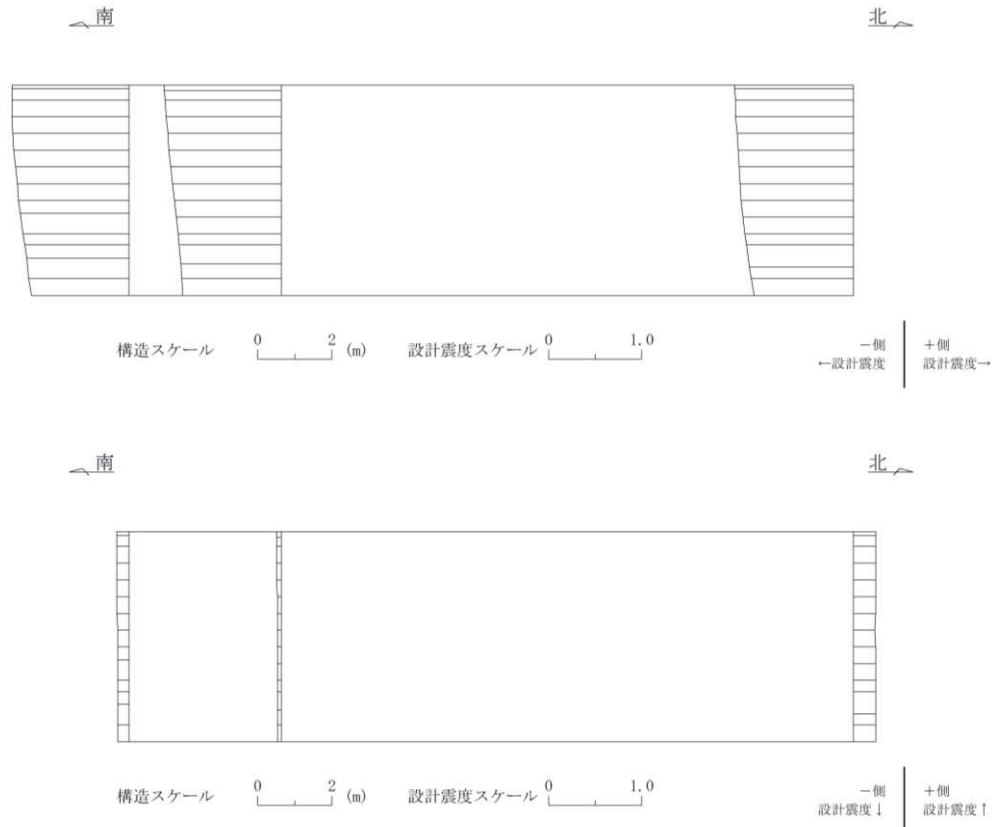 南 北
構造スケール 0 2 (m) 設計震度スケール 0 1.0
－側 ＋側
←設計震度 設計震度→
南 北
構造スケール 0 2 (m) 設計震度スケール 0 1.0
－側 ＋側
設計震度↓ 設計震度↑